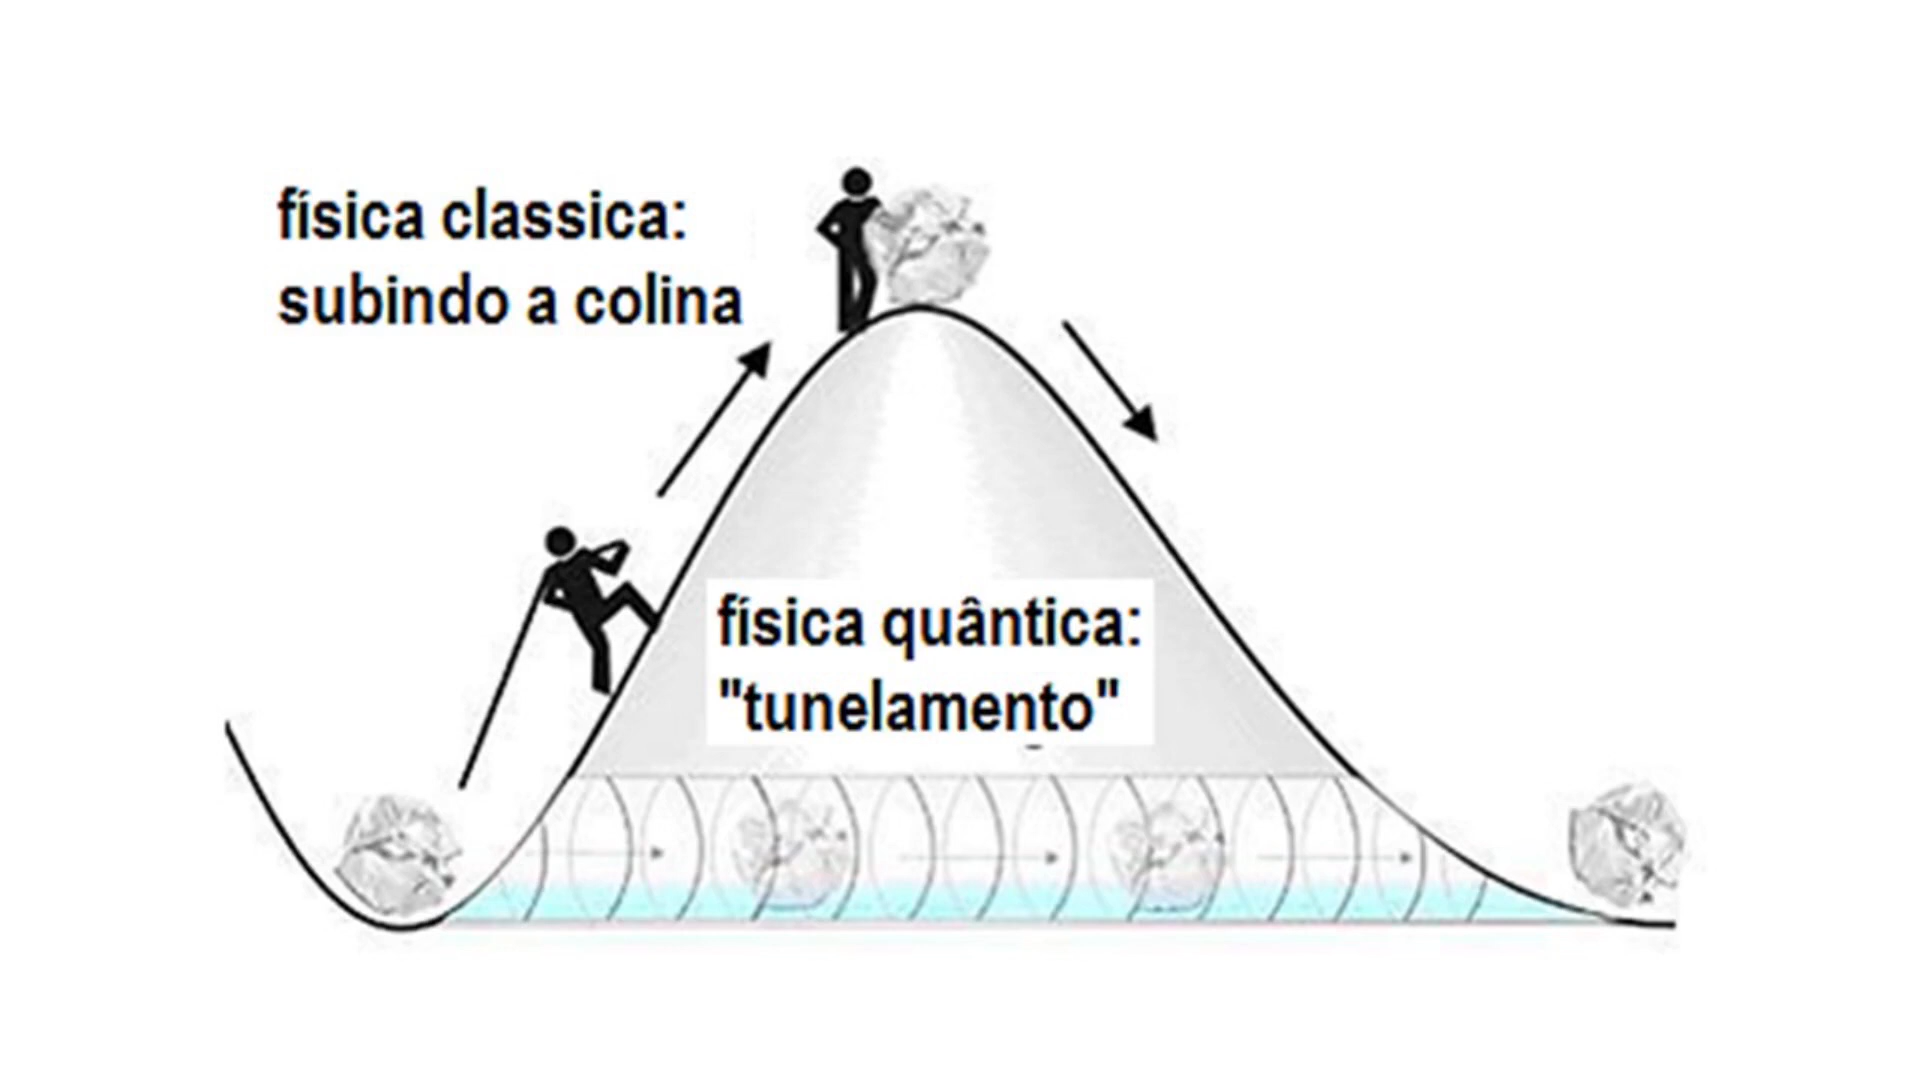 física classica:
subindo a colina
física quântica:
"tunelamento"